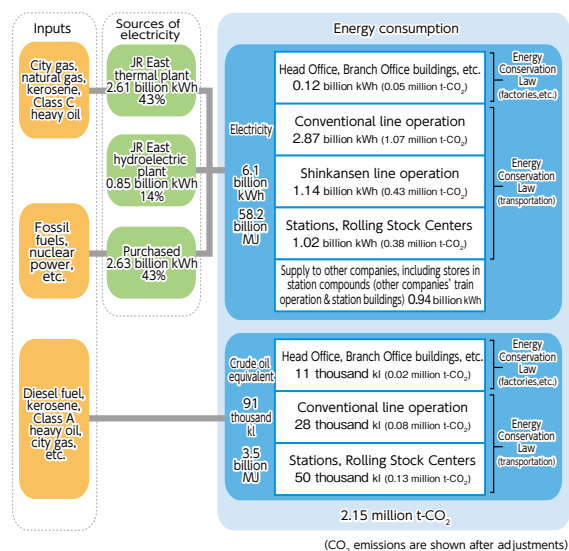 Inputs
Sources of
electricity
Energy consumption
City gas,
natural gas,
kerosene,
Class C
heavy oil
JR East
thermal plant
2.61 billion kWh
43%
JR East
hydroelectric
plant
0.85 billion kWh
14%
Fossil
fuels,
nuclear
power,
etc.
Purchased
2.63 billion kWh
43%
Electricity
6.1
billion
kWh
58.2
billion
MJ
Head Office, Branch Office buildings, etc.
0.12 billion kWh (0.05 million t-CO₂)
Conventional line operation
2.87 billion kWh (1.07 million t-CO₂)
Shinkansen line operation
1.14 billion kWh (0.43 million t-CO₂)
Stations, Rolling Stock Centers
1.02 billion kWh (0.38 million t-CO₂)
Supply to other companies, including stores in
station compounds (other companies' train
operation & station buildings) 0.94 billion kWh
Energy
Conservation
Law
(factories,etc.)
Energy
Conservation
Law
(transportation)
Diesel fuel,
kerosene,
Class A
heavy oil,
city gas,
etc.
Crude oil
equivalent
91
thousand
kl
3.5
billion
MJ
Head Office, Branch Office buildings, etc.
11 thousand kl (0.02 million t-CO₂)
Conventional line operation
28 thousand kl (0.08 million t-CO₂)
Stations, Rolling Stock Centers
50 thousand kl (0.13 million t-CO₂)
Energy
Conservation
Law
(factories,etc.)
Energy
Conservation
Law
(transportation)
2.15 million t-CO₂
(CO₂ emissions are shown after adjustments)